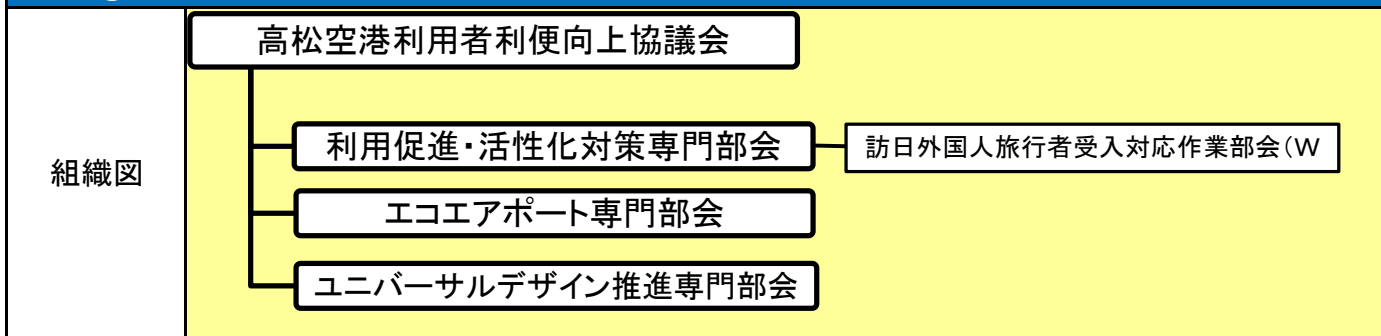 高松空港利用者利便向上協議会
組織図
利用促進・活性化対策専門部会
訪日外国人旅行者受入対応作業部会(W
エコエアポート専門部会
ユニバーサルデザイン推進専門部会